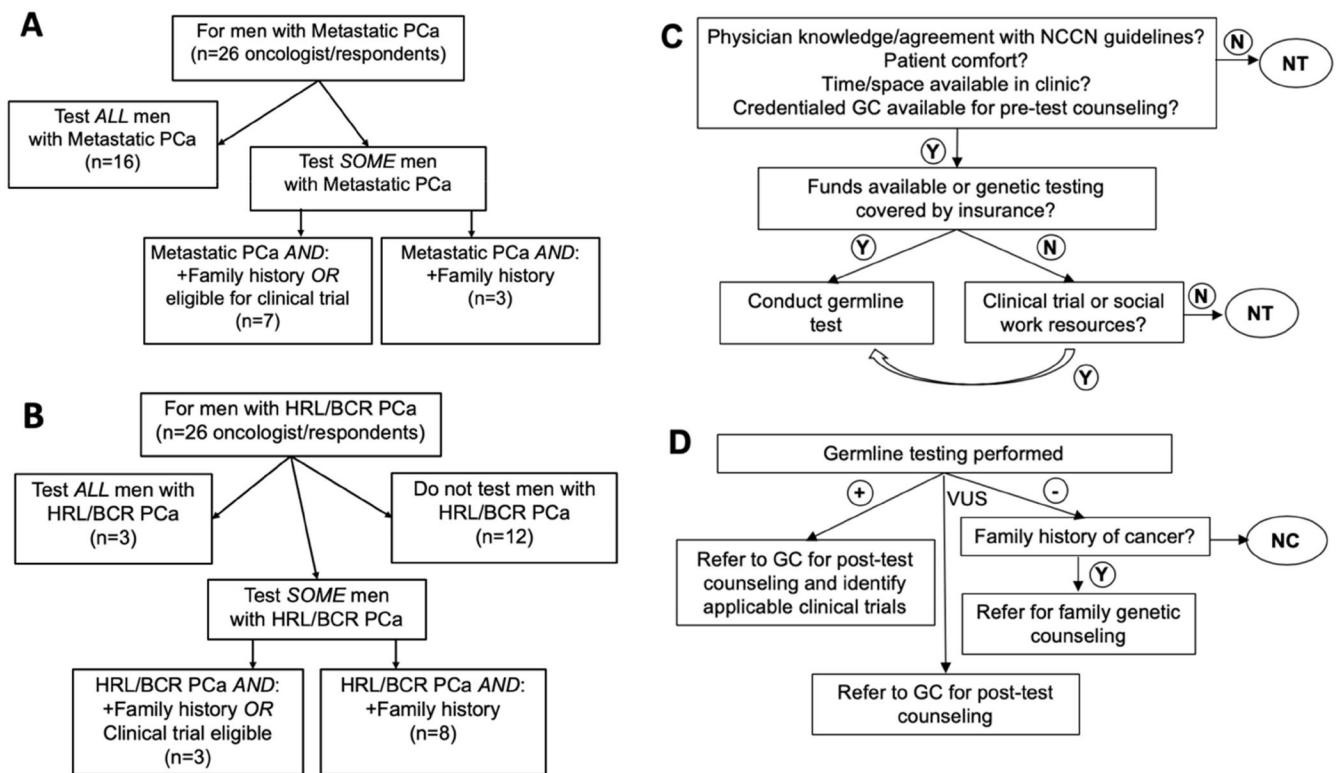 A
For men with Metastatic PCa
(n=26 oncologist/respondents)
Test ALL men
with Metastatic PCa
(n=16)
Test SOME men
with Metastatic PCa
Metastatic PCa AND:
+Family history OR
eligible for clinical trial
(n=7)
Metastatic PCa AND:
+Family history
(n=3)
B
For men with HRL/BCR PCa
(n=26 oncologist/respondents)
Test ALL men with
HRL/BCR PCa
(n=3)
Do not test men with
HRL/BCR PCa
(n=12)
Test SOME men
with HRL/BCR PCa
HRL/BCR PCa AND:
+Family history OR
Clinical trial eligible
(n=3)
HRL/BCR PCa AND:
+Family history
(n=8)
C
Physician knowledge/agreement with NCCN guidelines?
Patient comfort?
Time/space available in clinic?
Credentialed GC available for pre-test counseling?
N
NT
Y
Funds available or genetic testing
covered by insurance?
Y
N
Conduct germline
test
Clinical trial or social
work resources?
N
NT
Y
D
Germline testing performed
+
VUS
-
Refer to GC for post-test
counseling and identify
applicable clinical trials
Family history of cancer?
NC
Y
Refer for family genetic
counseling
Refer to GC for post-test
counseling